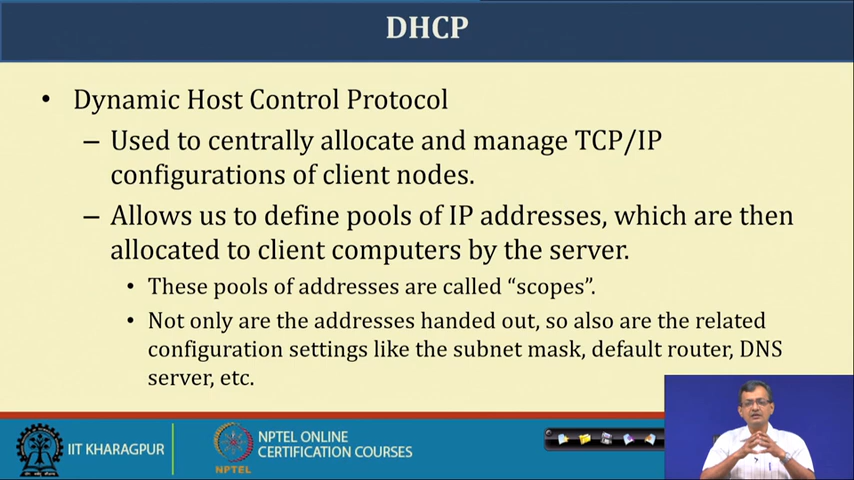 DHCP
• Dynamic Host Control Protocol
– Used to centrally allocate and manage TCP/IP
configurations of client nodes.
– Allows us to define pools of IP addresses, which are then
allocated to client computers by the server.
• These pools of addresses are called “scopes”.
• Not only are the addresses handed out, so also are the related
configuration settings like the subnet mask, default router, DNS
server, etc.
IIT KHARAGPUR
NPTEL
NPTEL ONLINE
CERTIFICATION COURSES